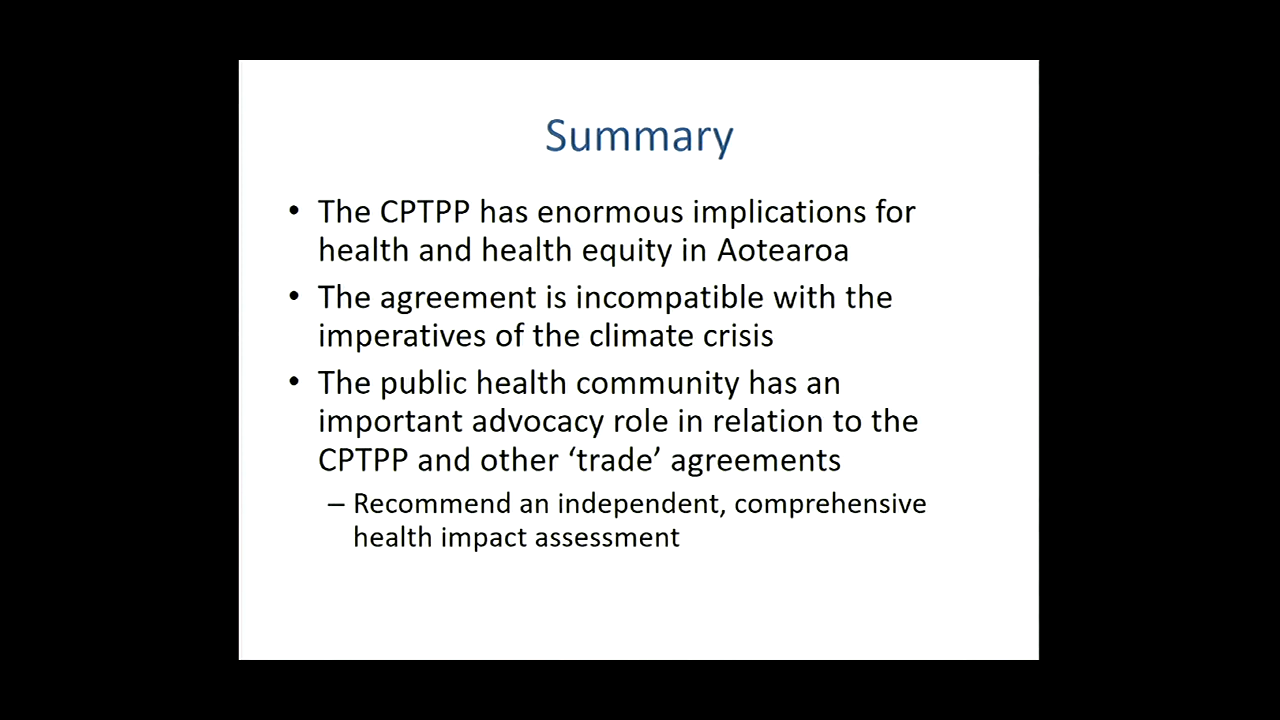 Summary
• The CPTPP has enormous implications for
health and health equity in Aotearoa
• The agreement is incompatible with the
imperatives of the climate crisis
• The public health community has an
important advocacy role in relation to the
CPTPP and other ‘trade’ agreements
– Recommend an independent, comprehensive
health impact assessment